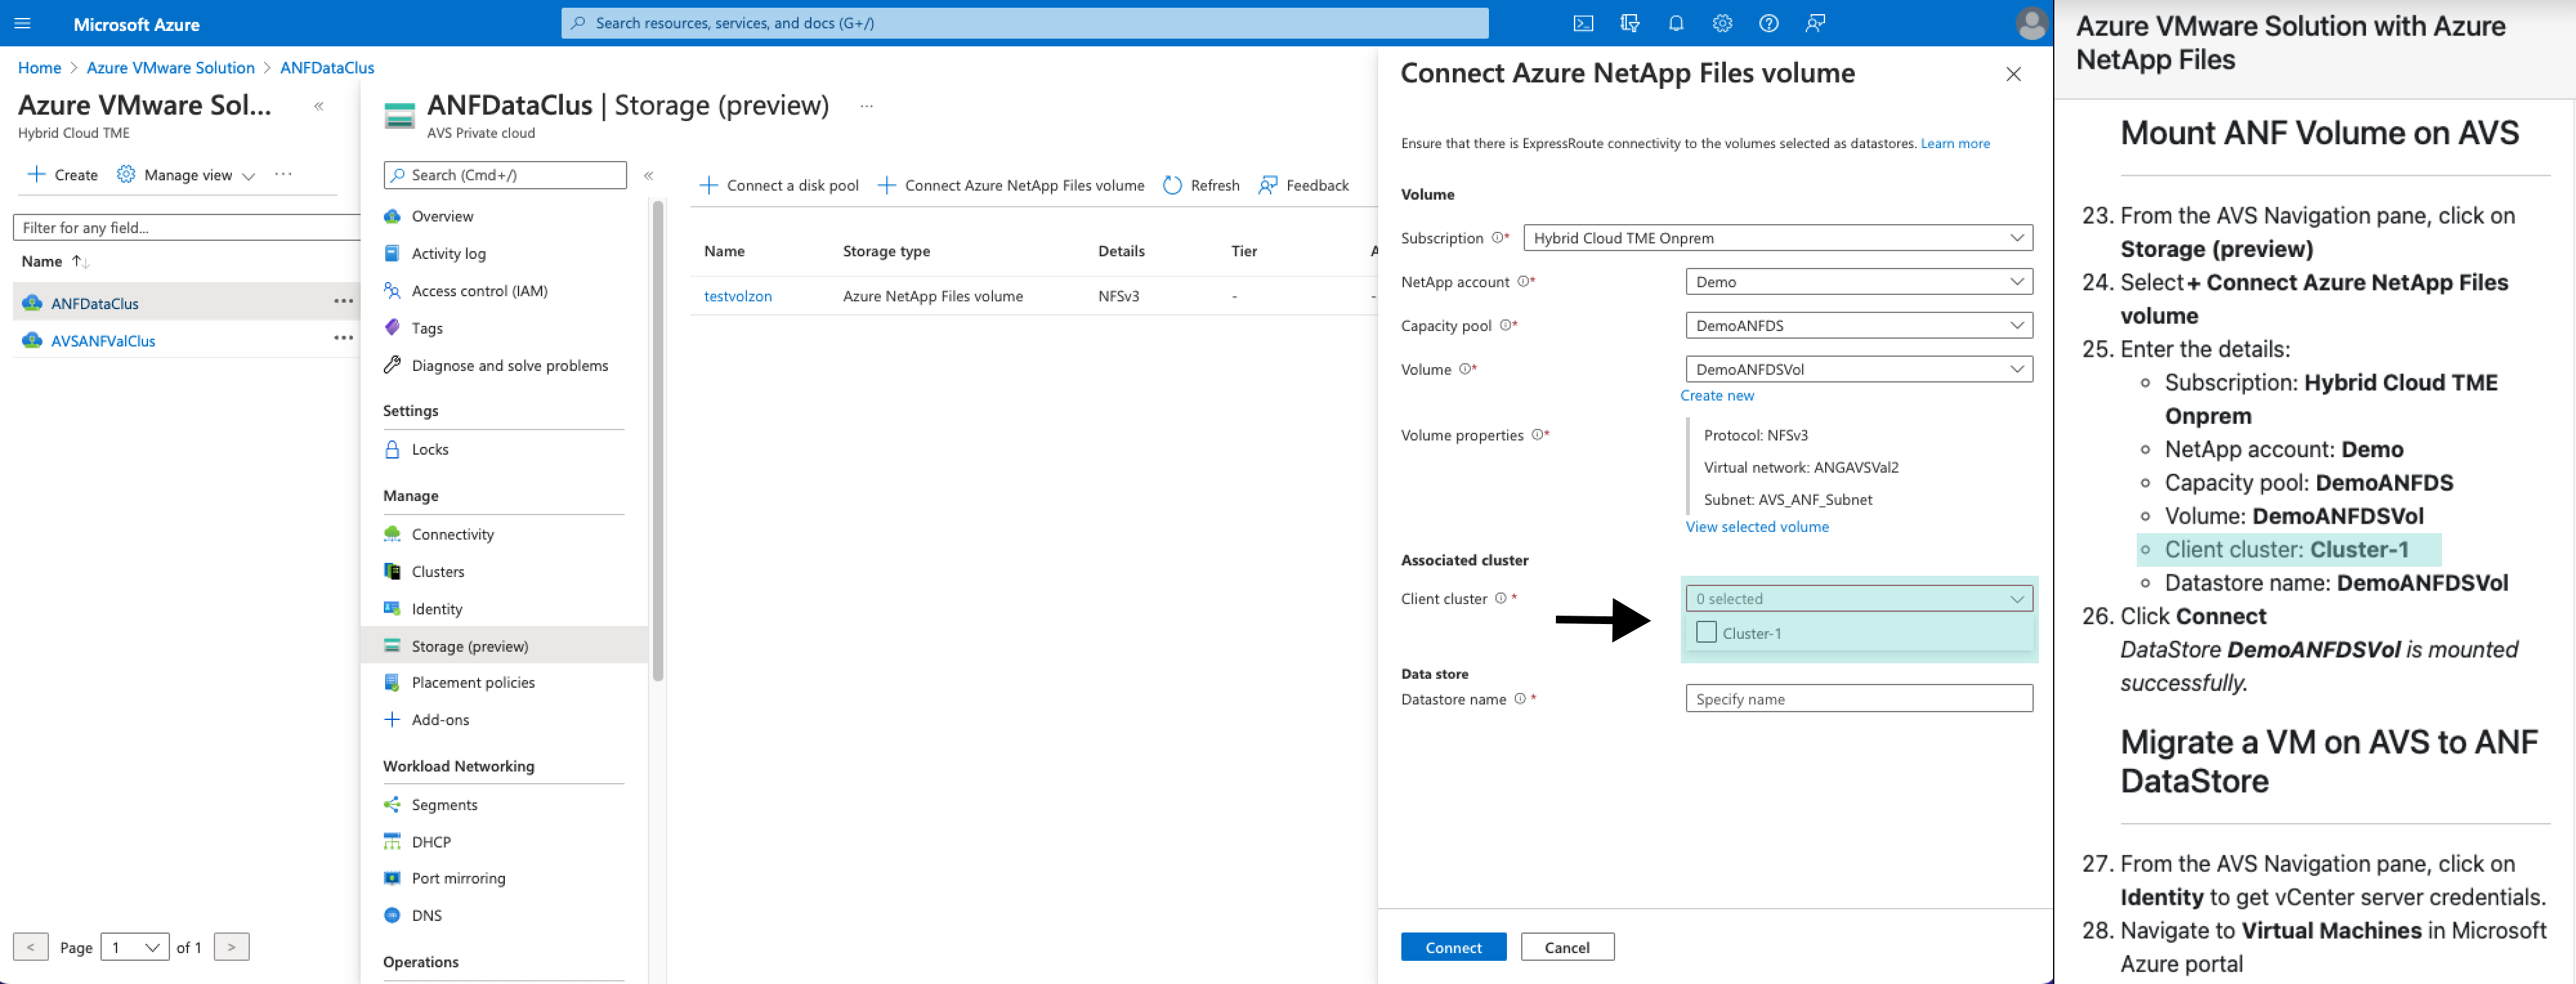 Microsoft Azure
Search resources, services, and docs (G+/)
Home > Azure VMware Solution > ANFDataClus
Azure VMware Sol... «
Hybrid Cloud TME
+ Create Manage view ···
Filter for any field...
Name ↑↓
ANFDataClus ···
AVSANFValClus ···
< Page 1 of 1 >
ANFDataClus | Storage (preview) ···
AVS Private cloud
Search (Cmd+/) «
Overview
Activity log
Access control (IAM)
Tags
Diagnose and solve problems
Settings
Locks
Manage
Connectivity
Clusters
Identity
Storage (preview)
Placement policies
Add-ons
Workload Networking
Segments
DHCP
Port mirroring
DNS
Operations
+ Connect a disk pool + Connect Azure NetApp Files volume Refresh Feedback
Name Storage type Details Tier A
testvolzon Azure NetApp Files volume NFSv3 - -
Connect Azure NetApp Files volume
Ensure that there is ExpressRoute connectivity to the volumes selected as datastores. Learn more
Volume
Subscription * Hybrid Cloud TME Onprem
NetApp account * Demo
Capacity pool * DemoANFDS
Volume * DemoANFDSVol
Create new
Volume properties * Protocol: NFSv3
Virtual network: ANGAVSVal2
Subnet: AVS_ANF_Subnet
View selected volume
Associated cluster
Client cluster * 0 selected
Cluster-1
Data store
Datastore name * Specify name
Connect Cancel
Azure VMware Solution with Azure
NetApp Files
Mount ANF Volume on AVS
23. From the AVS Navigation pane, click on
Storage (preview)
24. Select + Connect Azure NetApp Files
volume
25. Enter the details:
Subscription: Hybrid Cloud TME
Onprem
NetApp account: Demo
Capacity pool: DemoANFDS
Volume: DemoANFDSVol
Client cluster: Cluster-1
Datastore name: DemoANFDSVol
26. Click Connect
DataStore DemoANFDSVol is mounted
successfully.
Migrate a VM on AVS to ANF
DataStore
27. From the AVS Navigation pane, click on
Identity to get vCenter server credentials.
28. Navigate to Virtual Machines in Microsoft
Azure portal